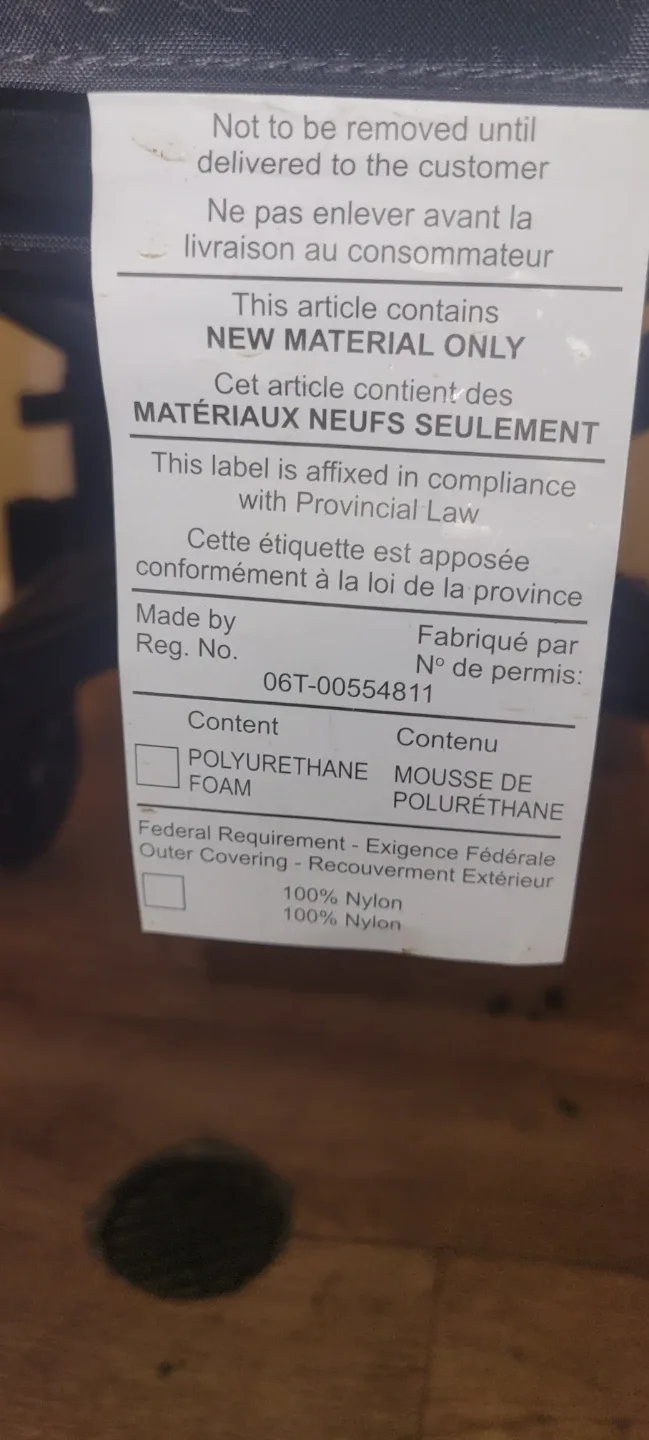 Not to be removed until
delivered to the customer
Ne pas enlever avant la
livraison au consommateur
This article contains
NEW MATERIAL ONLY
Cet article contient des
MATÉRIAUX NEUFS SEULEMENT
This label is affixed in compliance
with Provincial Law
Cette étiquette est apposée
conformément à la loi de la province
Made by Fabriqué par
Reg. No. Nº de permis:
06T-00554811
Content Contenu
POLYURETHANE MOUSSE DE
FOAM POLURÉTHANE
Federal Requirement - Exigence Fédérale
Outer Covering - Recouverment Extérieur
100% Nylon
100% Nylon